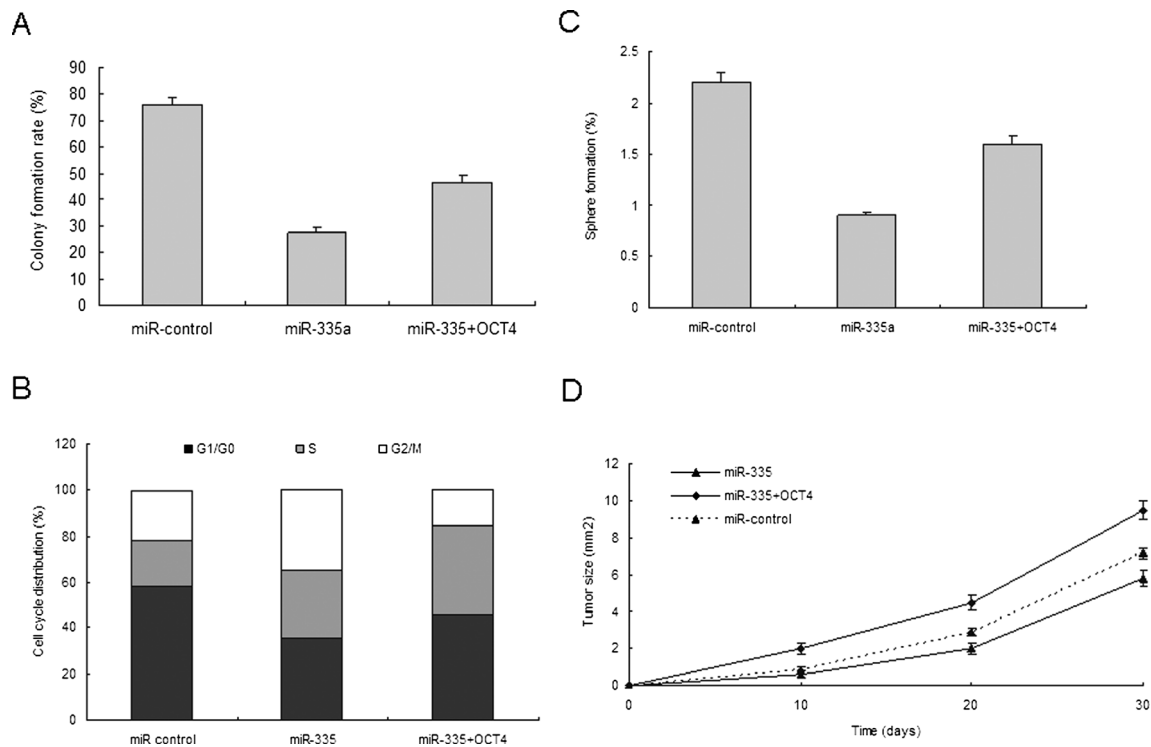 A
90
80
70
60
50
40
30
20
10
0
Colony formation rate (%)
miR-control miR-335a miR-335+OCT4
C
2.5
2
1.5
1
0.5
0
Sphere formation (%)
miR-control miR-335a miR-335+OCT4
B
120
100
80
60
40
20
0
Cell cycle distribution (%)
G1/G0 S G2/M
miR control miR-335 miR-335+OCT4
D
12
10
8
6
4
2
0
Tumor size (mm2)
miR-335
miR-335+OCT4
miR-control
0 10 20 30
Time (days)